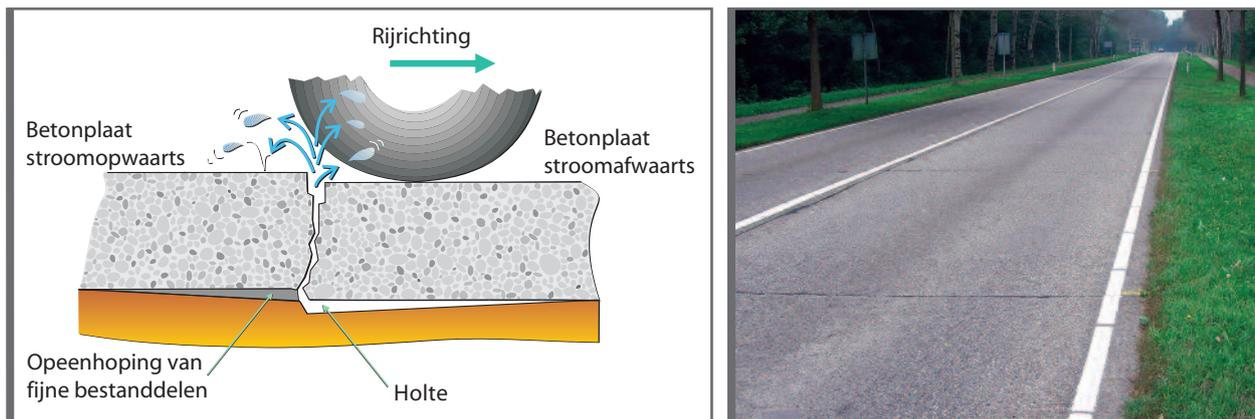 Rijrichting
Betonplaat
stroomopwaarts
Betonplaat
stroomafwaarts
Opeenhoping van
fijne bestanddelen
Holte